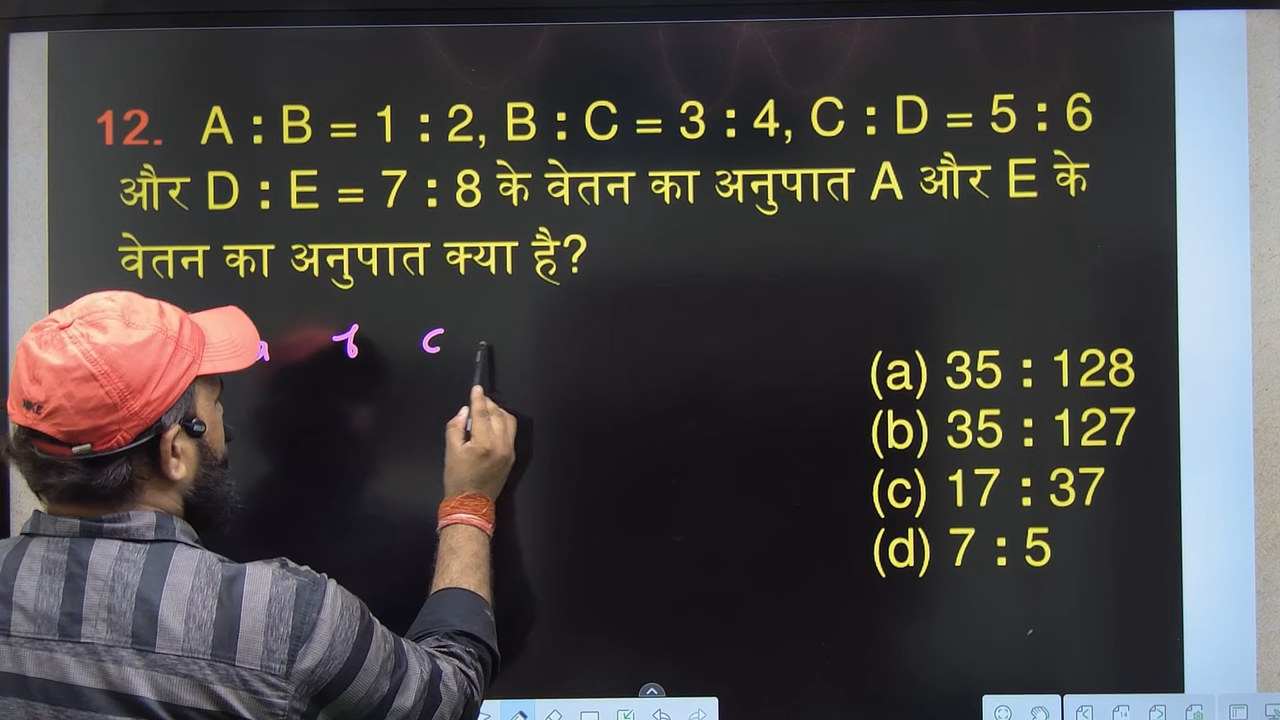 12. A : B = 1 : 2, B : C = 3 : 4, C : D = 5 : 6
और D : E = 7 : 8 के वेतन का अनुपात A और E के
वेतन का अनुपात क्या है?
a b c
(a) 35 : 128
(b) 35 : 127
(c) 17 : 37
(d) 7 : 5
NIKE